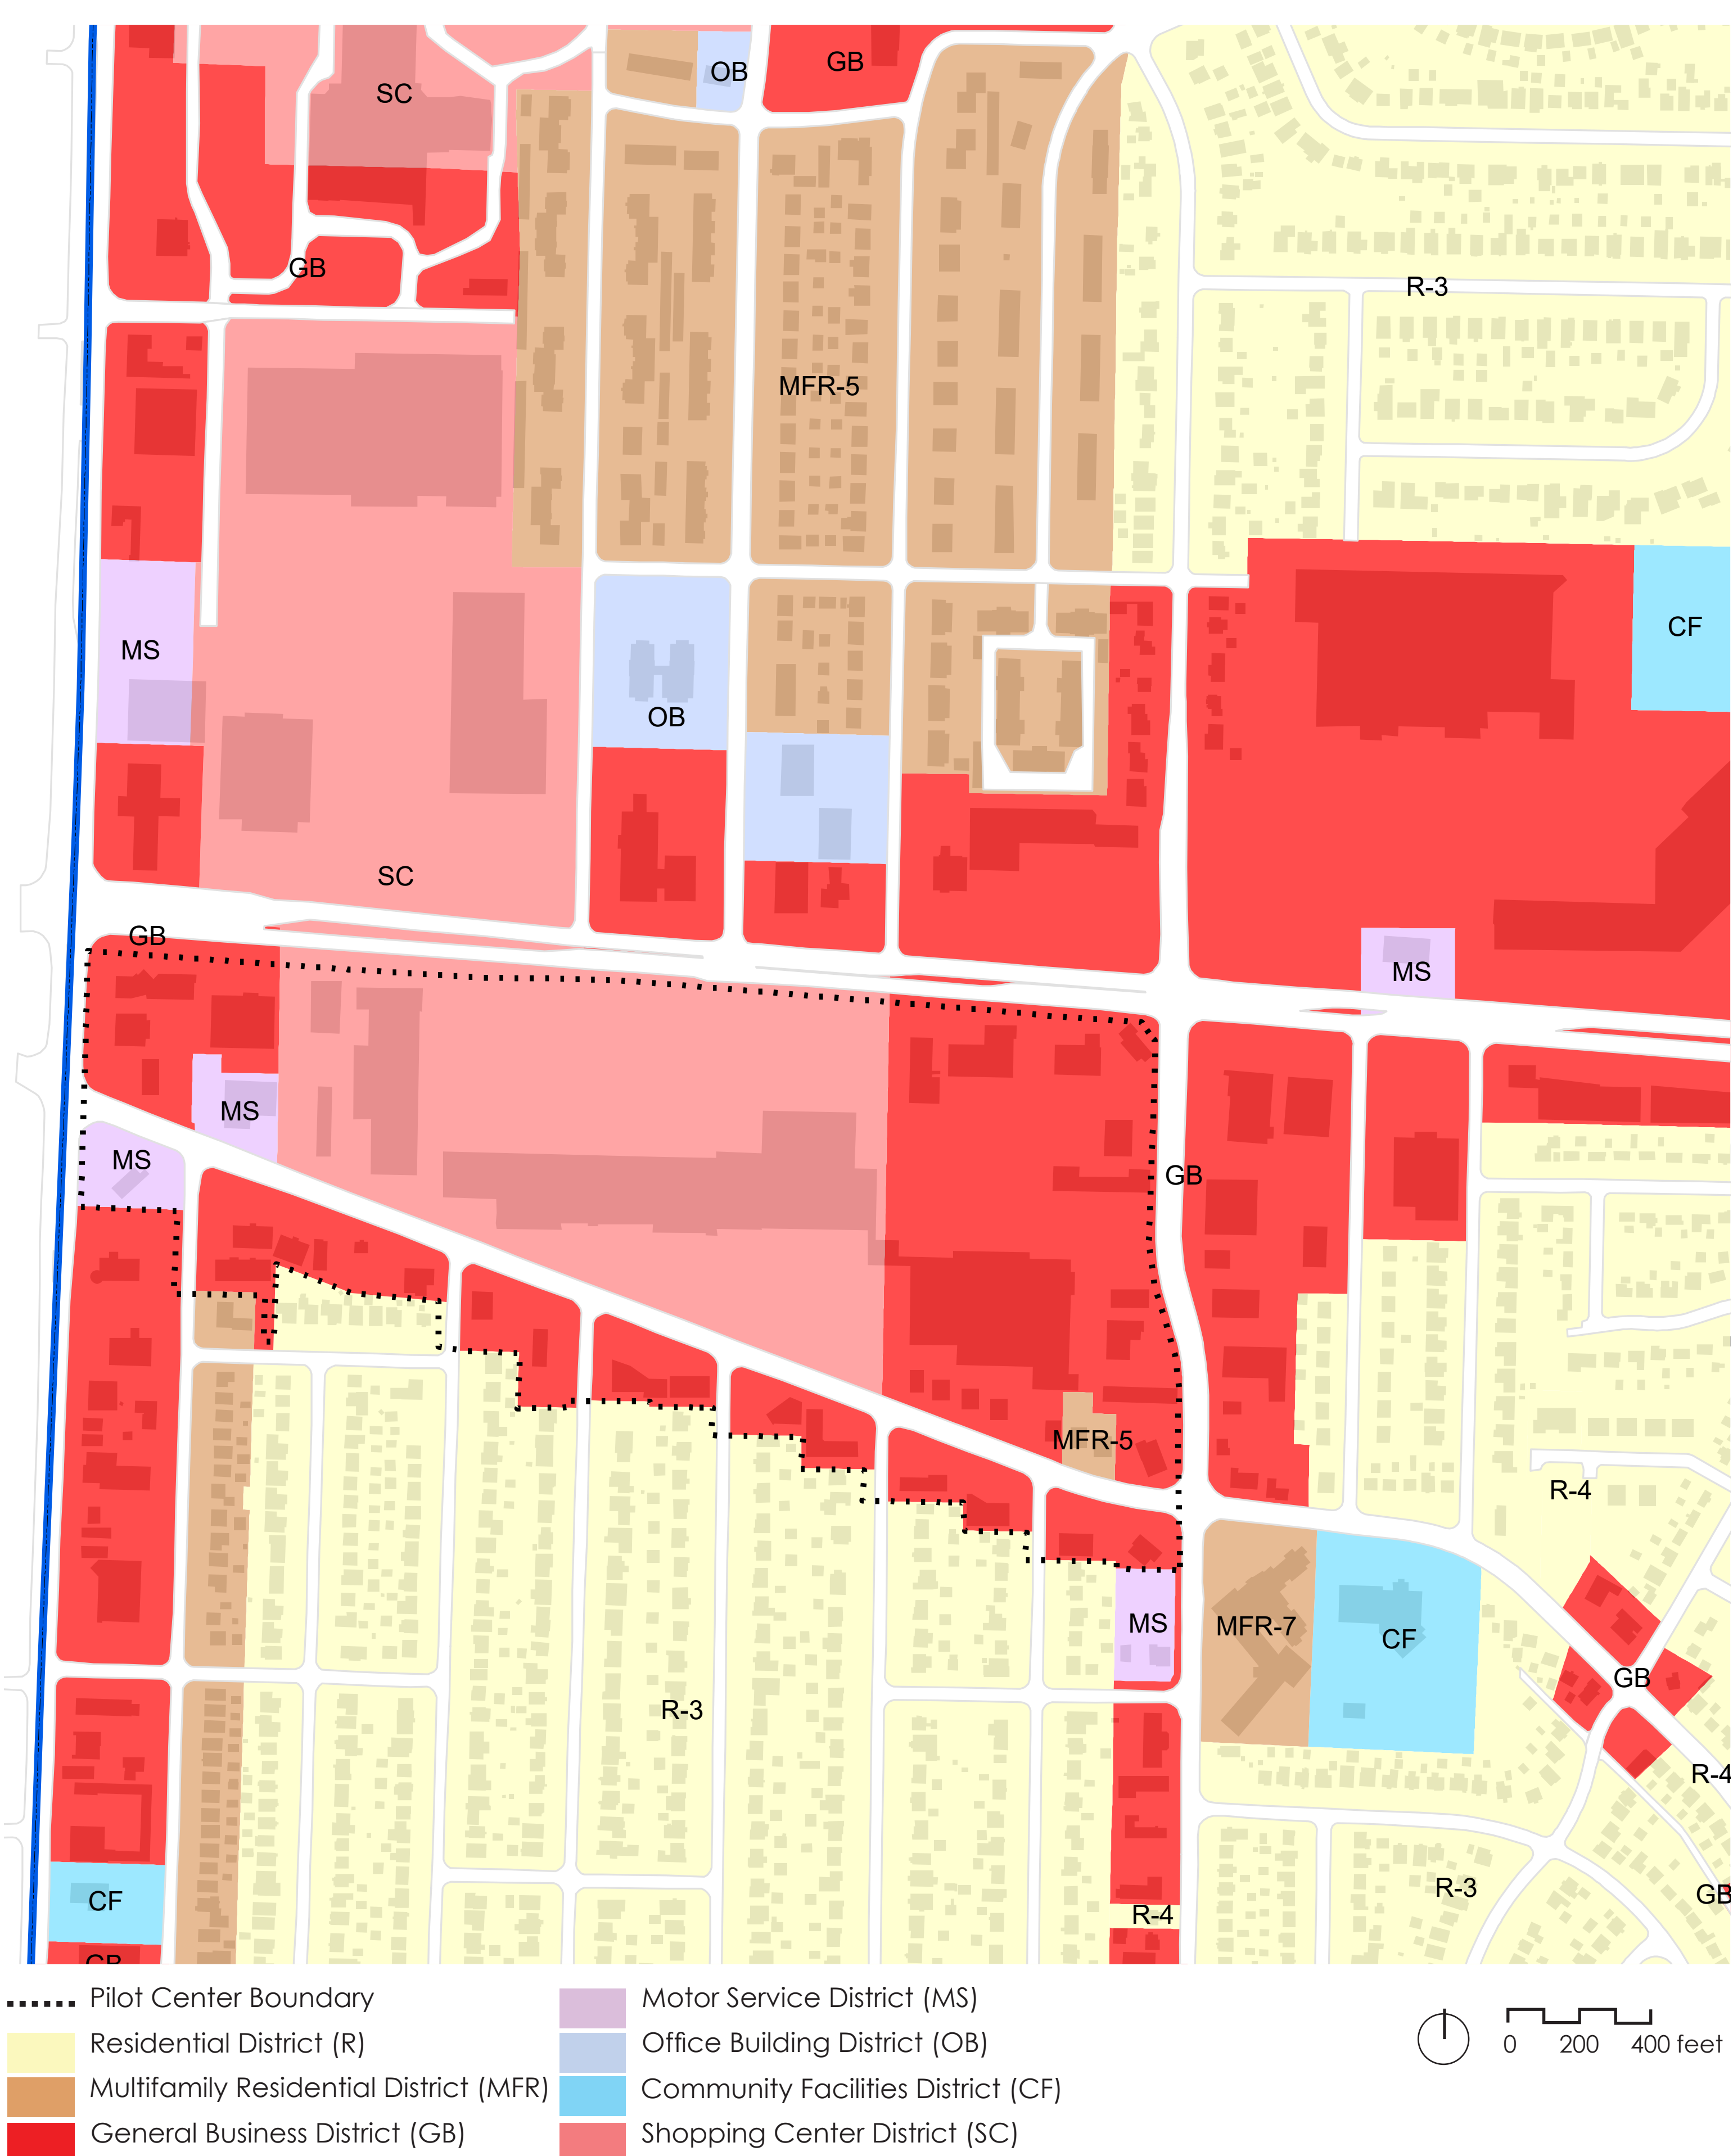 OB
GB
SC
GB
R-3
MFR-5
CF
MS
OB
SC
GB
MS
MS
MS
GB
MFR-5
R-4
MS
MFR-7
CF
GB
R-3
R-4
R-3
GB
CF
R-4
GB
Pilot Center Boundary
Residential District (R)
Multifamily Residential District (MFR)
General Business District (GB)
Motor Service District (MS)
Office Building District (OB)
Community Facilities District (CF)
Shopping Center District (SC)
0 200 400 feet